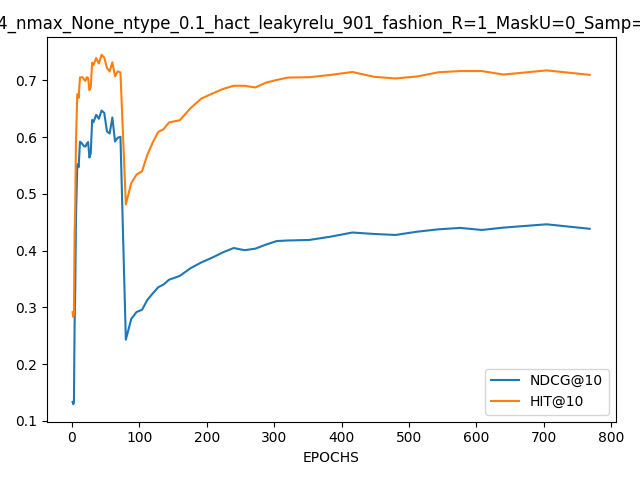 4_nmax_None_ntype_0.1_hact_leakyrelu_901_fashion_R=1_MaskU=0_Samp=
0.7
0.6
0.5
0.4
0.3
0.2
0.1
NDCG@10
HIT@10
0 100 200 300 400 500 600 700 800
EPOCHS